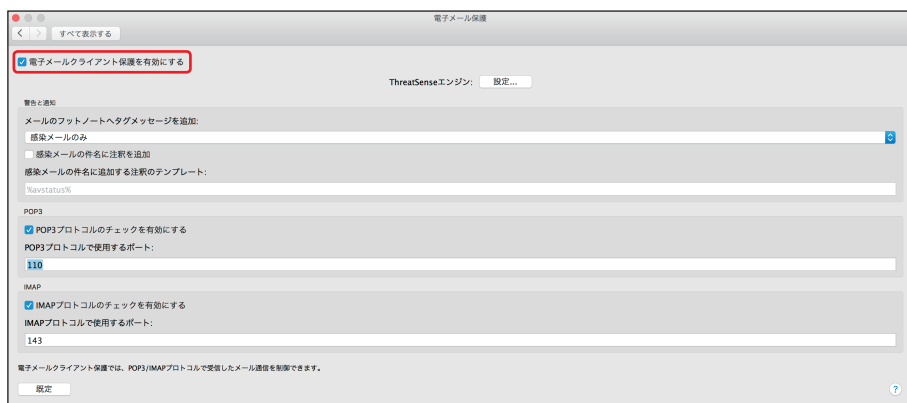 電子メール保護
すべて表示する
電子メールクライアント保護を有効にする
ThreatSenseエンジン: 設定...
警告と通知
メールのフットノートへタグメッセージを追加:
感染メールのみ
感染メールの件名に注釈を追加
感染メールの件名に追加する注釈のテンプレート:
%avstatus%
POP3
POP3プロトコルのチェックを有効にする
POP3プロトコルで使用するポート:
110
IMAP
IMAPプロトコルのチェックを有効にする
IMAPプロトコルで使用するポート:
143
電子メールクライアント保護では、POP3/IMAPプロトコルで受信したメール通信を制御できます。
既定 ?